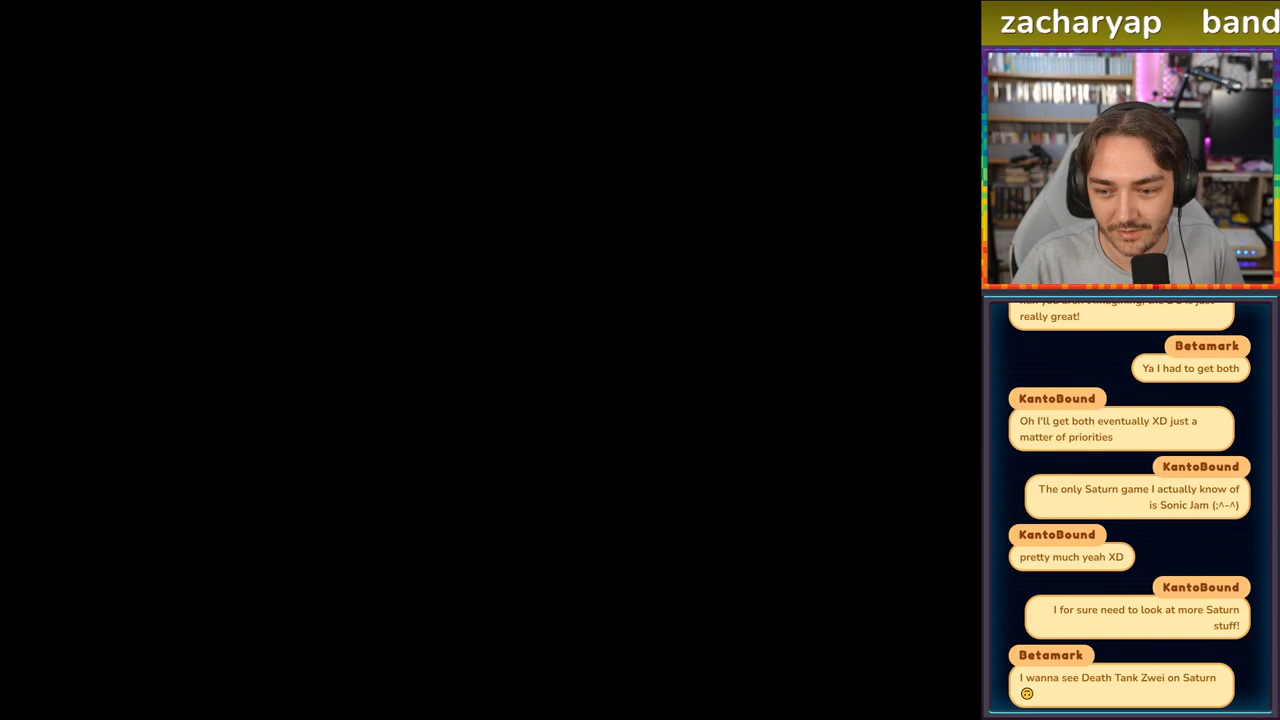 zacharyap band
really great!
Betamark
Ya I had to get both
KantoBound
Oh I'll get both eventually XD just a
matter of priorities
KantoBound
The only Saturn game I actually know of
is Sonic Jam (;^-^)
KantoBound
pretty much yeah XD
KantoBound
I for sure need to look at more Saturn
stuff!
Betamark
I wanna see Death Tank Zwei on Saturn
🙃